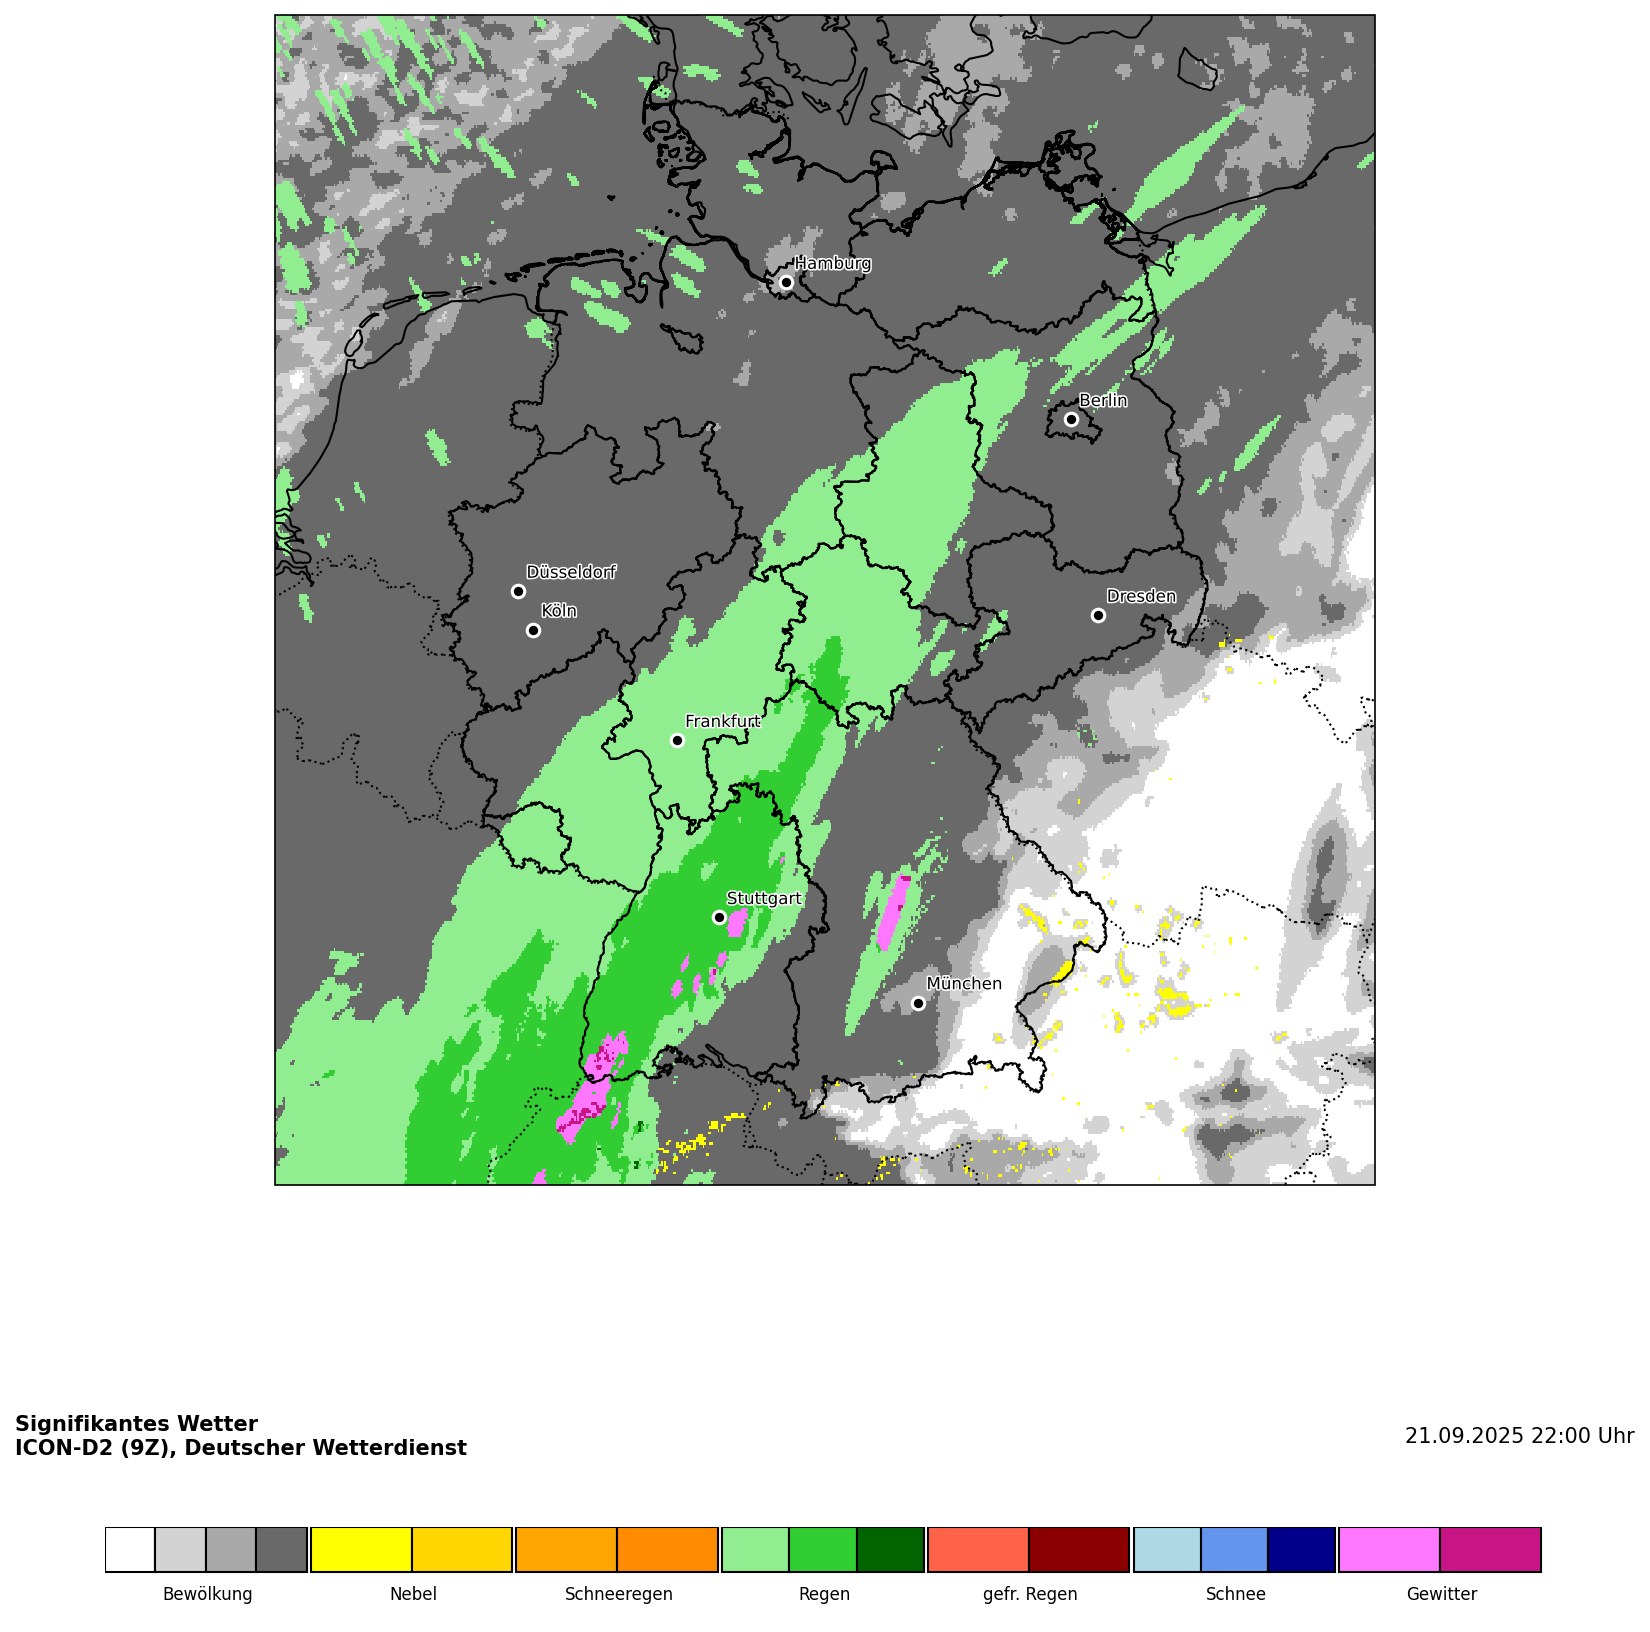 Hamburg
Berlin
Düsseldorf
Köln
Dresden
Frankfurt
Stuttgart
München
Signifikantes Wetter
ICON-D2 (9Z), Deutscher Wetterdienst
21.09.2025 22:00 Uhr
Bewölkung
Nebel
Schneeregen
Regen
gefr. Regen
Schnee
Gewitter